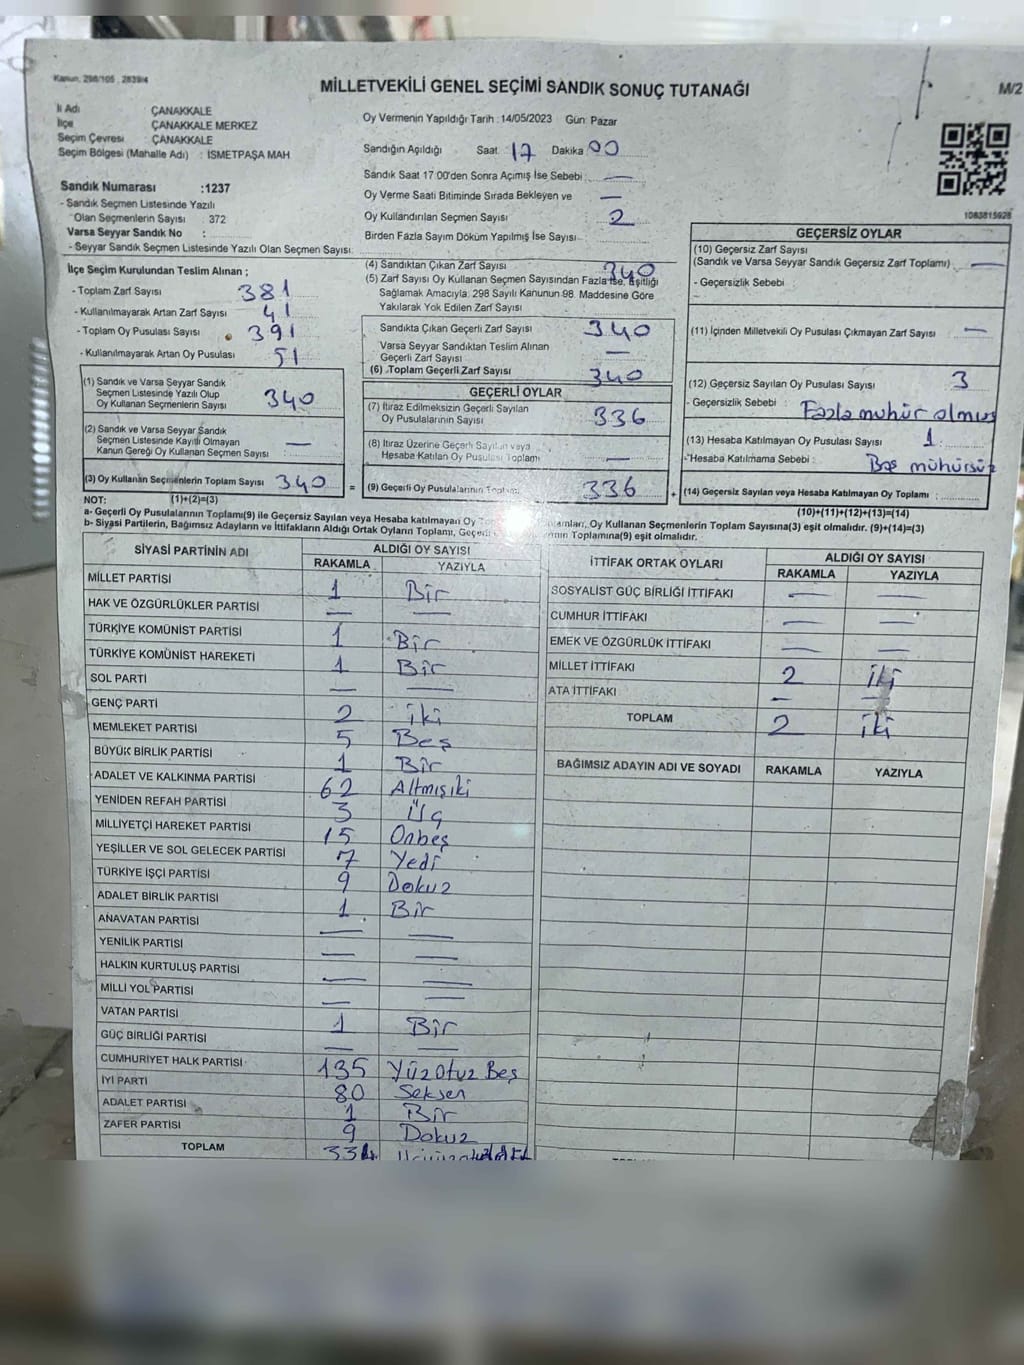 Kanun, 298/105, 2839/4
MİLLETVEKİLİ GENEL SEÇİMİ SANDIK SONUÇ TUTANAĞI
M/2
İl Adı ÇANAKKALE
İlçe ÇANAKKALE MERKEZ
Seçim Çevresi : ÇANAKKALE
Seçim Bölgesi (Mahalle Adı) : İSMETPAŞA MAH
Sandık Numarası :1237
- Sandık Seçmen Listesinde Yazılı
Olan Seçmenlerin Sayısı : 372
Varsa Seyyar Sandık No :
- Seyyar Sandık Seçmen Listesinde Yazılı Olan Seçmen Sayısı:
Oy Vermenin Yapıldığı Tarih : 14/05/2023 Gün: Pazar
Sandığın Açıldığı Saat. 17 Dakika 00
Sandık Saat 17:00'den Sonra Açımış İse Sebebi : —
Oy Verme Saati Bitiminde Sırada Bekleyen ve —
Oy Kullandırılan Seçmen Sayısı 2
Birden Fazla Sayım Döküm Yapılmış İse Sayısı
1083815928
İlçe Seçim Kurulundan Teslim Alınan ;
- Toplam Zarf Sayısı 381
- Kullanılmayarak Artan Zarf Sayısı 41
- Toplam Oy Pusulası Sayısı 391
- Kullanılmayarak Artan Oy Pusulası 51
(1) Sandık ve Varsa Seyyar Sandık
Seçmen Listesinde Yazılı Olup
Oy Kullanan Seçmenlerin Sayısı 340
(2) Sandık ve Varsa Seyyar Sandık
Seçmen Listesinde Kayıtlı Olmayan
Kanun Gereği Oy Kullanan Seçmen Sayısı —
(3) Oy Kullanan Seçmenlerin Toplam Sayısı 340 =
(4) Sandıktan Çıkan Zarf Sayısı 340
(5) Zarf Sayısı Oy Kullanan Seçmen Sayısından Fazla İse, Eşitliği
Sağlamak Amacıyla, 298 Sayılı Kanunun 98. Maddesine Göre
Yakılarak Yok Edilen Zarf Sayısı
Sandıkta Çıkan Geçerli Zarf Sayısı 340
Varsa Seyyar Sandıktan Teslim Alınan
Geçerli Zarf Sayısı —
(6) .Toplam Geçerli Zarf Sayısı 340
GEÇERLİ OYLAR
(7) İtiraz Edilmeksizin Geçerli Sayılan
Oy Pusulalarının Sayısı 336
(8) İtiraz Üzerine Geçerli Sayılan veya
Hesaba Katılan Oy Pusulası Toplamı —
(9) Geçerli Oy Pusulalarının Toplamı 336 +
GEÇERSİZ OYLAR
(10) Geçersiz Zarf Sayısı
(Sandık ve Varsa Seyyar Sandık Geçersiz Zarf Toplamı) —
- Geçersizlik Sebebi :
(11) İçinden Milletvekili Oy Pusulası Çıkmayan Zarf Sayısı —
(12) Geçersiz Sayılan Oy Pusulası Sayısı 3
- Geçersizlik Sebebi : Fazla mühür olmuş
(13) Hesaba Katılmayan Oy Pusulası Sayısı 1
- Hesaba Katılmama Sebebi : Boş mühürsüz
(14) Geçersiz Sayılan veya Hesaba Katılmayan Oy Toplamı :
NOT: (1)+(2)=(3)
(10)+(11)+(12)+(13)=(14)
a- Geçerli Oy Pusulalarının Toplamı(9) ile Geçersiz Sayılan veya Hesaba katılmayan Oy Oy Kullanan Seçmenlerin Toplam Sayısına(3) eşit olmalıdır. (9)+(14)=(3)
b- Siyasi Partilerin, Bağımsız Adayların ve İttifakların Aldığı Oyların Toplamı, Toplamına(9) eşit olmalıdır.
SİYASİ PARTİNİN ADI ALDIĞI OY SAYISI
RAKAMLA YAZIYLA
MİLLET PARTİSİ 1 Bir
HAK VE ÖZGÜRLÜKLER PARTİSİ — —
TÜRKİYE KOMÜNİST PARTİSİ 1 Bir
TÜRKİYE KOMÜNİST HAREKETİ 1 Bir
SOL PARTİ — —
GENÇ PARTİ 2 iki
MEMLEKET PARTİSİ 5 Beş
BÜYÜK BİRLİK PARTİSİ 1 Bir
ADALET VE KALKINMA PARTİSİ 62 Altmışiki
YENİDEN REFAH PARTİSİ 3 Üç
MİLLİYETÇİ HAREKET PARTİSİ 15 Onbeş
YEŞİLLER VE SOL GELECEK PARTİSİ 7 Yedi
TÜRKİYE İŞÇİ PARTİSİ 9 Dokuz
ADALET BİRLİK PARTİSİ 1 Bir
ANAVATAN PARTİSİ — —
YENİLİK PARTİSİ — —
HALKIN KURTULUŞ PARTİSİ — —
MİLLİ YOL PARTİSİ — —
VATAN PARTİSİ 1 Bir
GÜÇ BİRLİĞİ PARTİSİ — —
CUMHURİYET HALK PARTİSİ 135 Yüzotuz Beş
İYİ PARTİ 80 Seksen
ADALET PARTİSİ 1 Bir
ZAFER PARTİSİ 9 Dokuz
TOPLAM 334
İTTİFAK ORTAK OYLARI ALDIĞI OY SAYISI
RAKAMLA YAZIYLA
SOSYALİST GÜÇ BİRLİĞİ İTTİFAKI — —
CUMHUR İTTİFAKI — —
EMEK VE ÖZGÜRLÜK İTTİFAKI — —
MİLLET İTTİFAKI 2 iki
ATA İTTİFAKI — —
TOPLAM 2 iki
BAĞIMSIZ ADAYIN ADI VE SOYADI RAKAMLA YAZIYLA